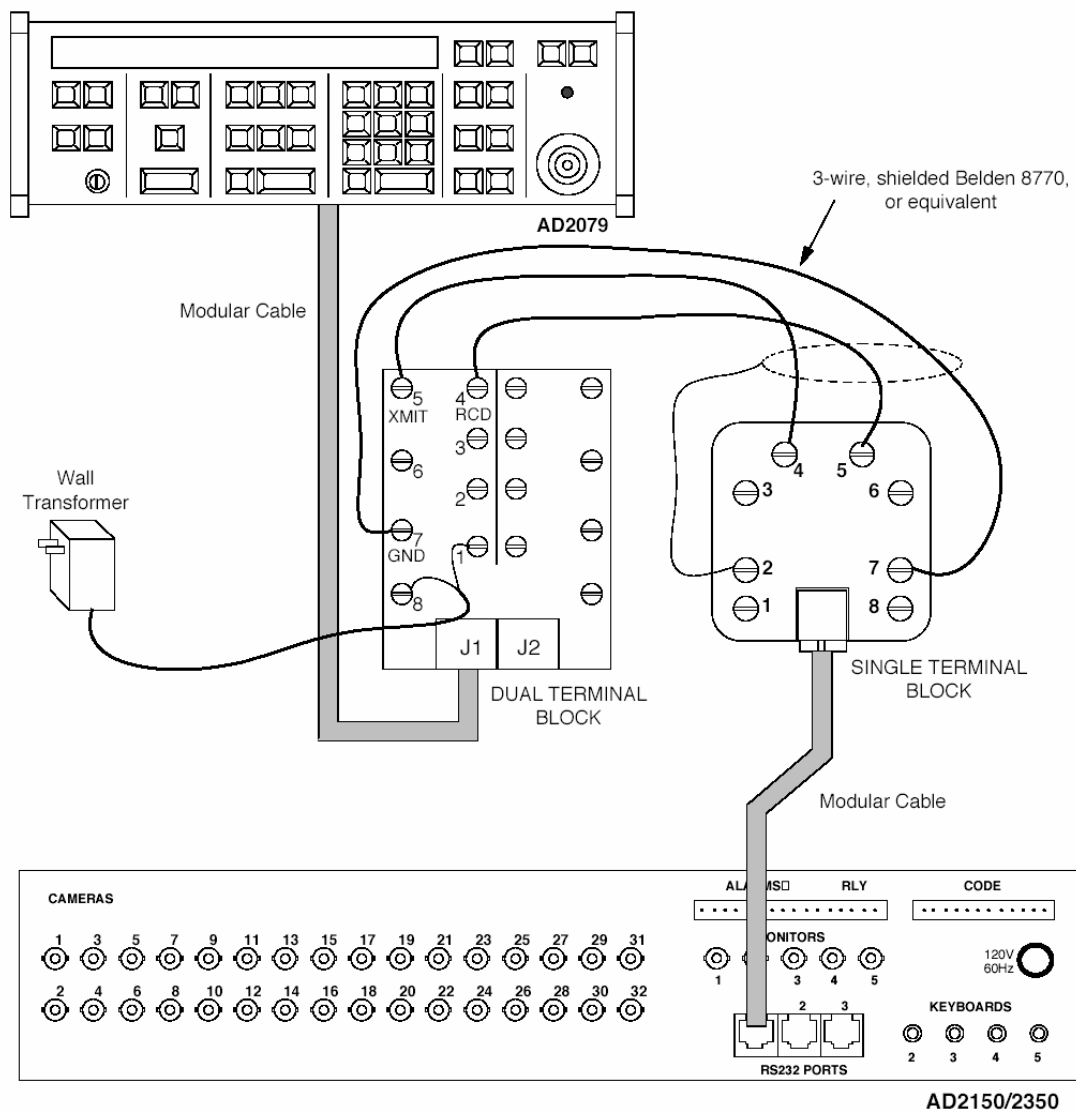 AD2079
3-wire, shielded Belden 8770,
or equivalent
Modular Cable
5
XMIT
4
RCD
3
6
2
7
GND
1
8
J1
J2
DUAL TERMINAL
BLOCK
Wall
Transformer
4
5
3
6
2
7
1
8
SINGLE TERMINAL
BLOCK
Modular Cable
CAMERAS
1 3 5 7 9 11 13 15 17 19 21 23 25 27 29 31
2 4 6 8 10 12 14 16 18 20 22 24 26 28 30 32
RLY
CODE
1 3 4 5
120V
60Hz
2 3
RS232 PORTS
KEYBOARDS
2 3 4 5
AD2150/2350